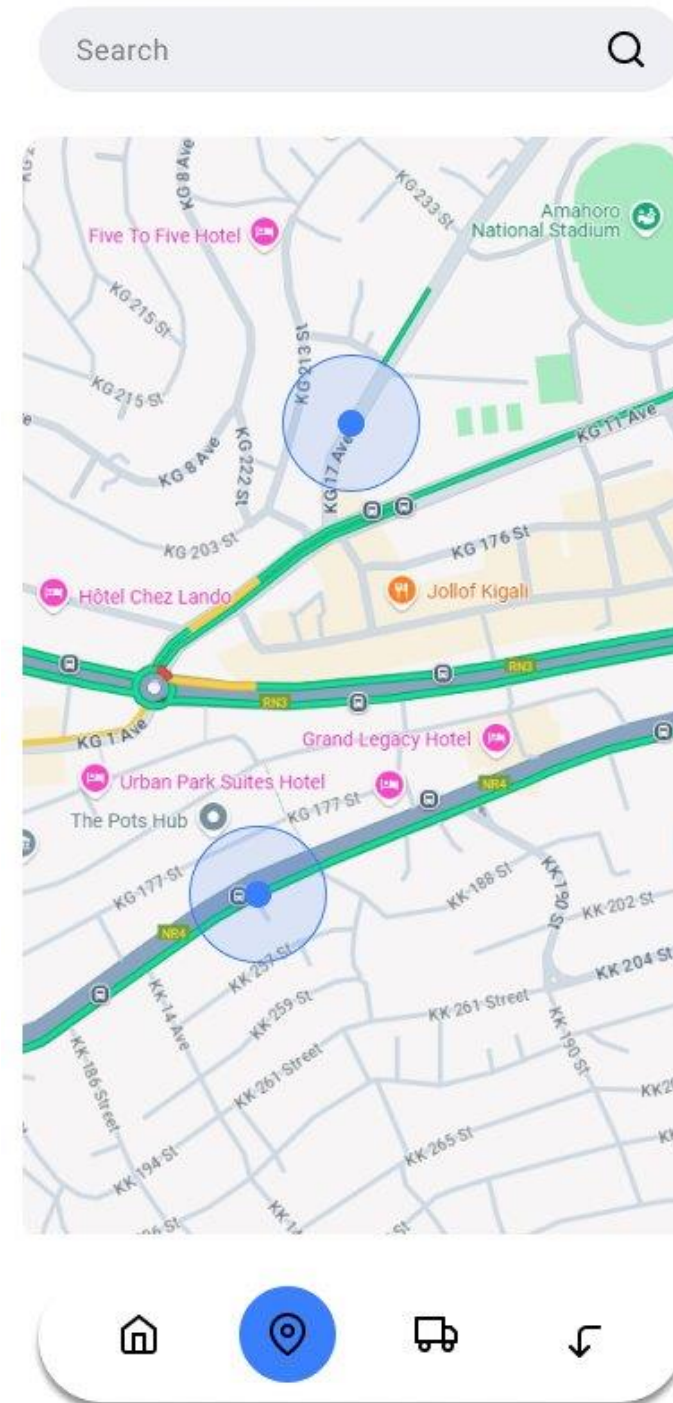 Search
KG 8 Ave
KG 233 St
Amahoro
National Stadium
Five To Five Hotel
KG 215 St
KG 213 St
KG 215 St
KG 11 Ave
KG 8 Ave
KG 222 St
KG 17 Ave
KG 203 St
KG 176 St
Hôtel Chez Lando
Jollof Kigali
RN3
RN3
KG 1 Ave
Grand Legacy Hotel
Urban Park Suites Hotel
NR4
KG 177 St
The Pots Hub
KG 177 St
KK 188 St
KK 190 St
KK 202 St
NR4
KK 257 St
KK 204 St
KK 14 Ave
KK 259 St
KK 261 Street
KK 190 St
KK 186 Street
KK 261 Street
KK 265 St
KK 194 St